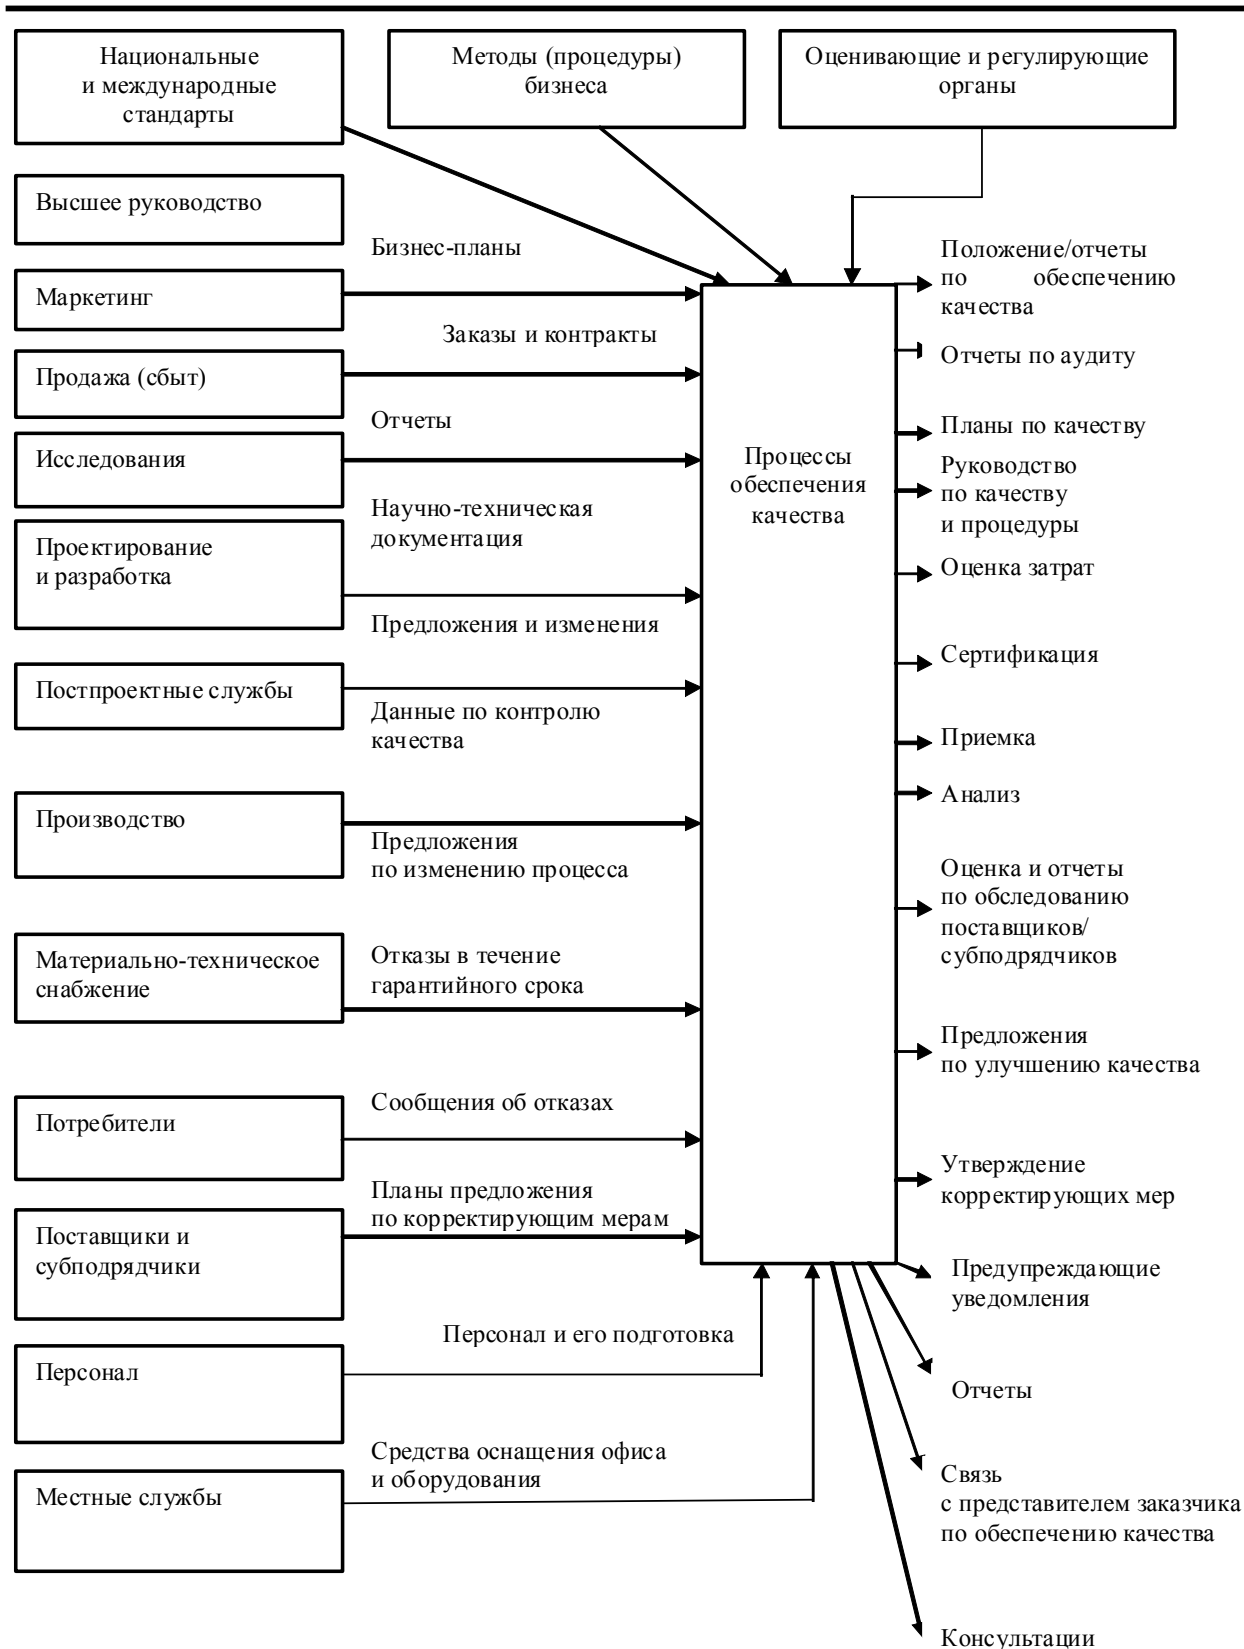 Национальные
и международные
стандарты
Методы (процедуры)
бизнеса
Оценивающие и регулирующие
органы
Высшее руководство
Бизнес-планы
Маркетинг
Заказы и контракты
Продажа (сбыт)
Отчеты
Исследования
Научно-техническая
документация
Проектирование
и разработка
Предложения и изменения
Постпроектные службы
Данные по контролю
качества
Производство
Предложения
по изменению процесса
Материально-техническое
снабжение
Отказы в течение
гарантийного срока
Потребители
Сообщения об отказах
Планы предложения
по корректирующим мерам
Поставщики и
субподрядчики
Персонал и его подготовка
Персонал
Средства оснащения офиса
и оборудования
Местные службы
Процессы
обеспечения
качества
Положение/отчеты
по обеспечению
качества
Отчеты по аудиту
Планы по качеству
Руководство
по качеству
и процедуры
Оценка затрат
Сертификация
Приемка
Анализ
Оценка и отчеты
по обследованию
поставщиков/
субподрядчиков
Предложения
по улучшению качества
Утверждение
корректирующих мер
Предупреждающие
уведомления
Отчеты
Связь
с представителем заказчика
по обеспечению качества
Консультации